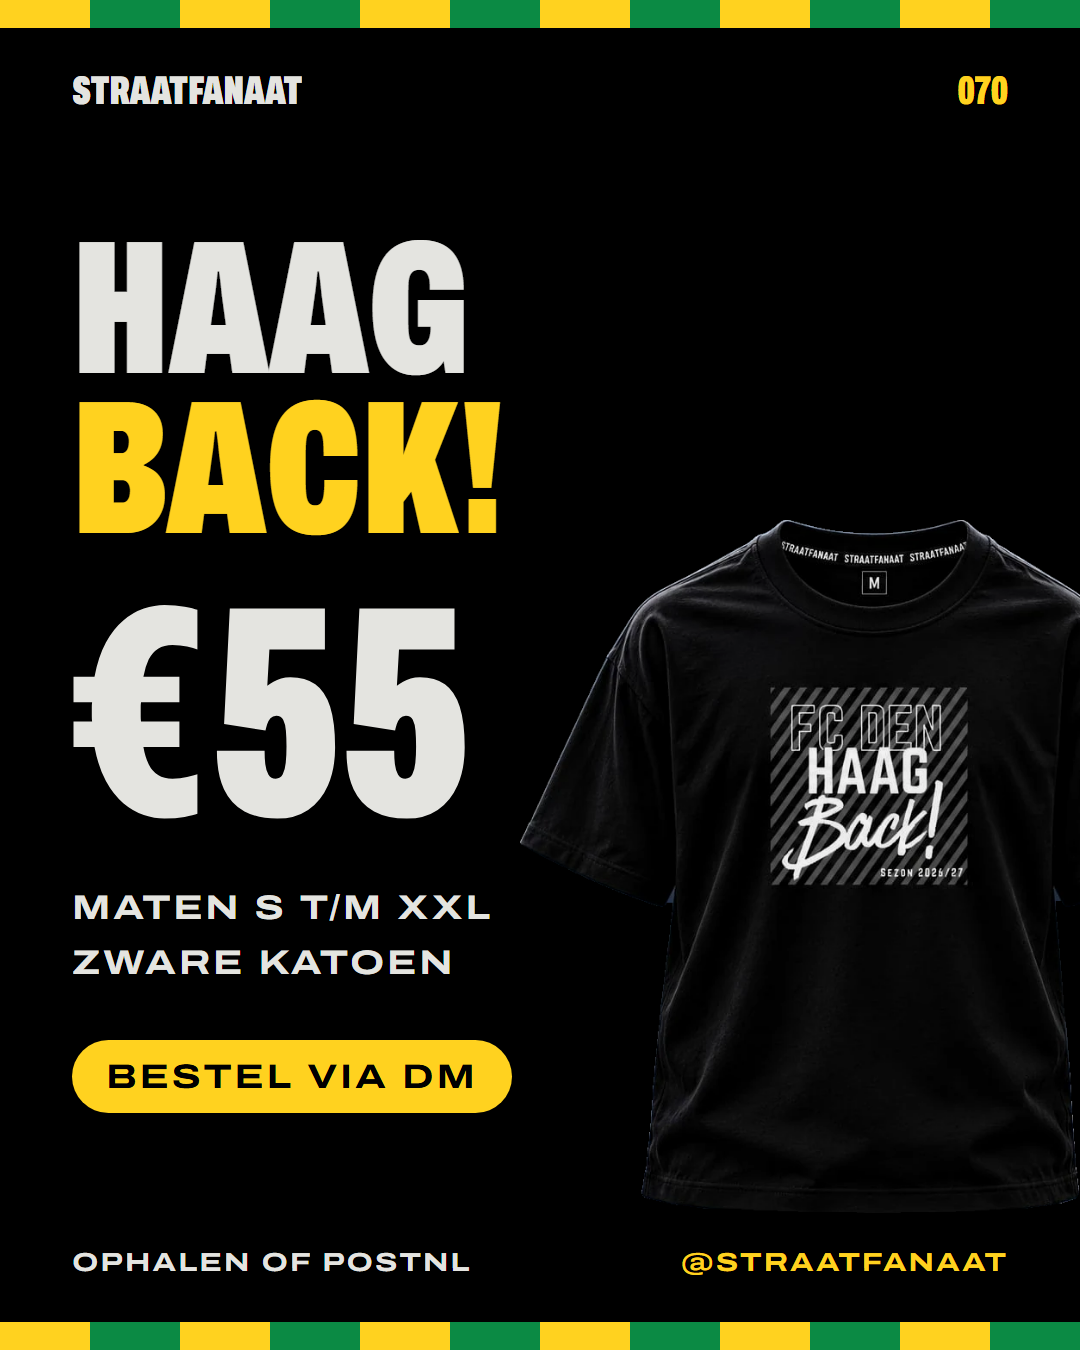 STRAATFANAAT
070
HAAG
BACK!
€55
STRAATFANAAT STRAATFANAAT STRAATFANAAT
M
FC DEN
HAAG
Back!
SEZON 2026/27
MATEN S T/M XXL
ZWARE KATOEN
BESTEL VIA DM
OPHALEN OF POSTNL
@STRAATFANAAT